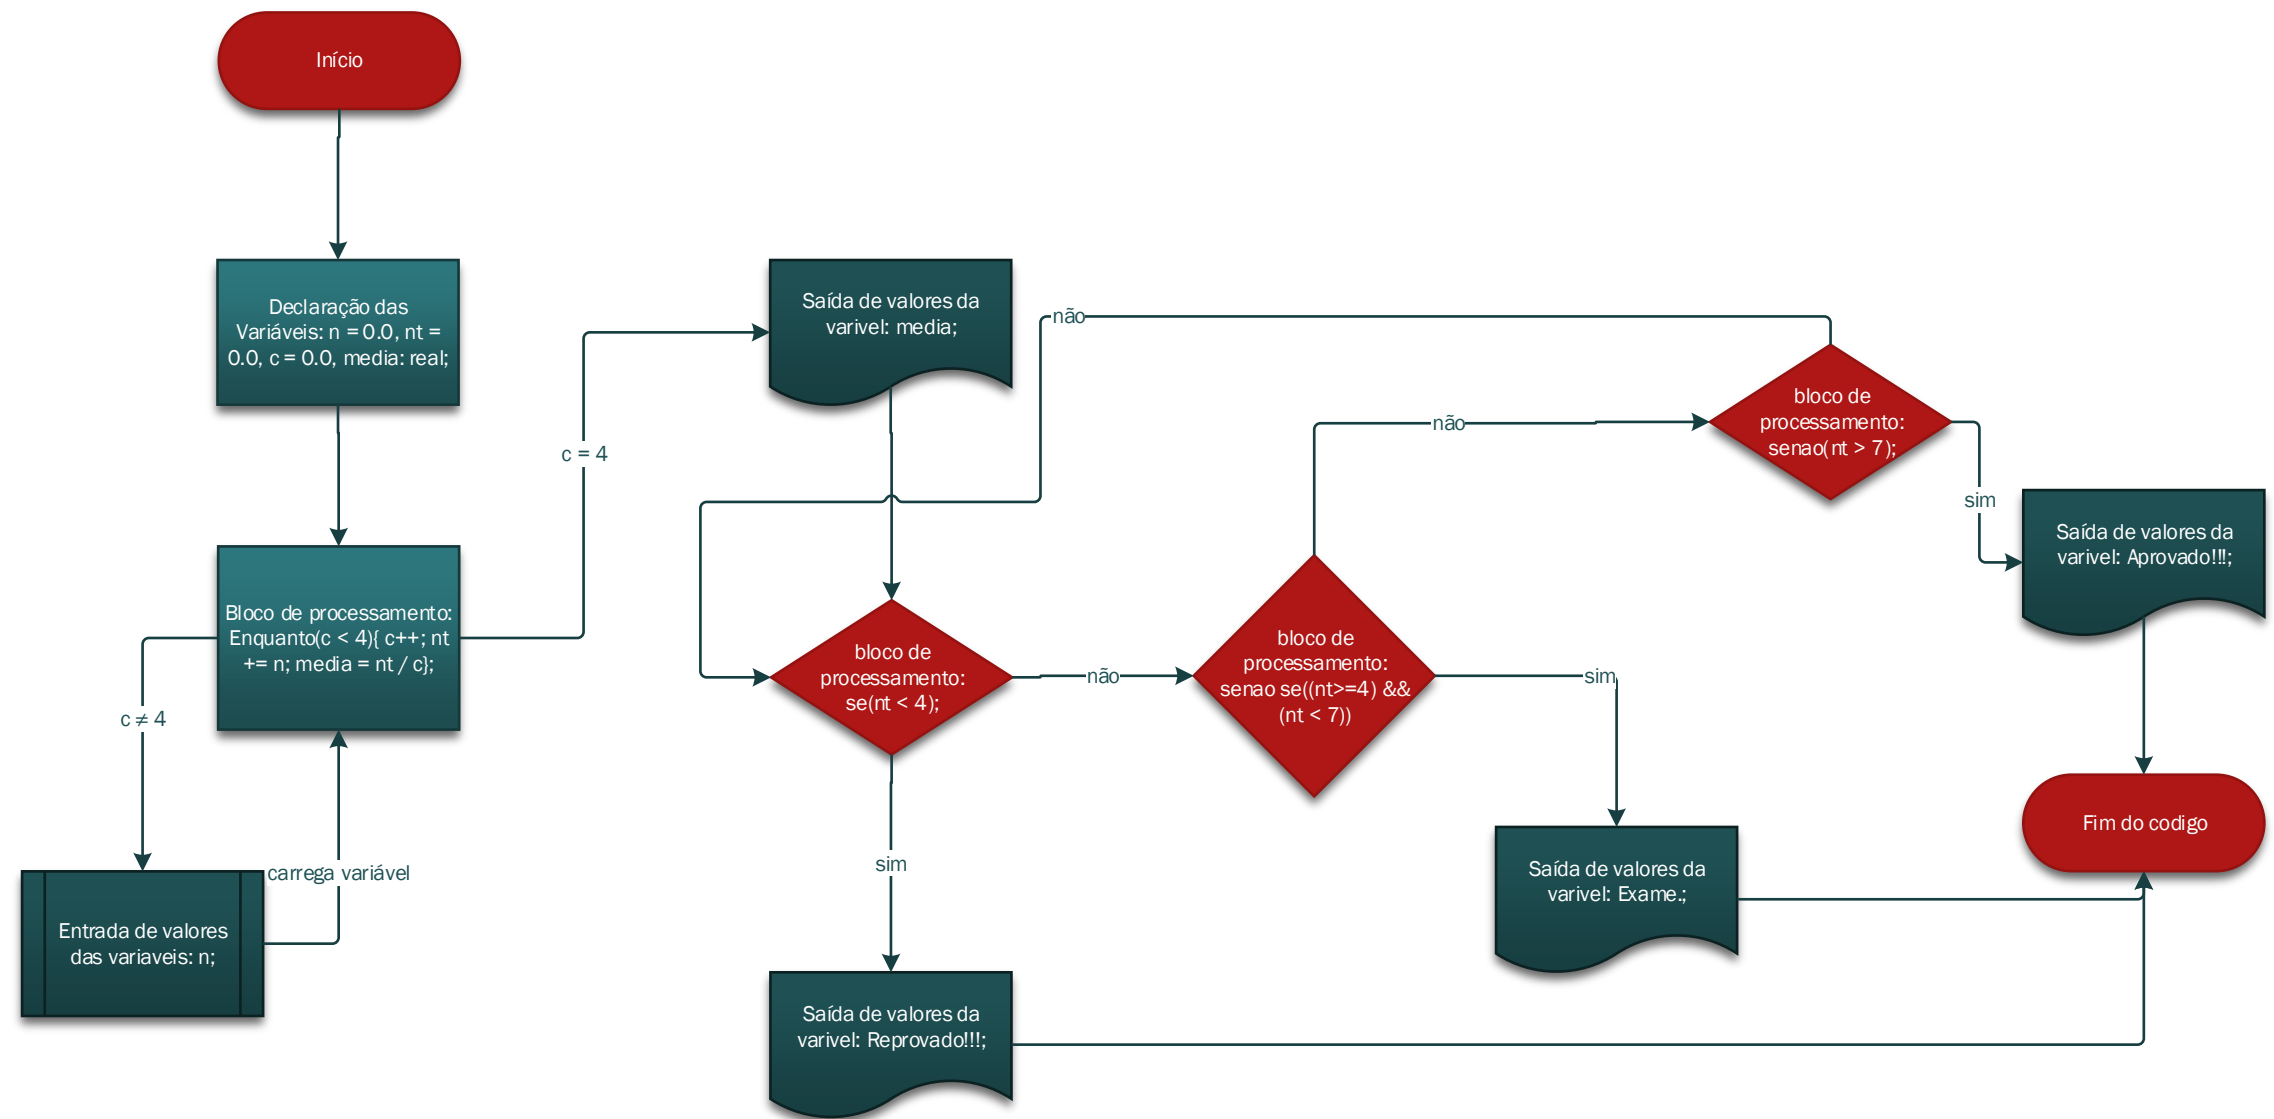 Início
Declaração das
Variáveis: n = 0.0, nt =
0.0, c = 0.0, media: real;
Bloco de processamento:
Enquanto(c < 4){ c++; nt
+= n; media = nt / c};
c ≠ 4
carrega variável
Entrada de valores
das variaveis: n;
c = 4
Saída de valores da
varivel: media;
bloco de
processamento:
se(nt < 4);
sim
Saída de valores da
varivel: Reprovado!!!;
não
bloco de
processamento:
senao se((nt>=4) &&
(nt < 7))
sim
Saída de valores da
varivel: Exame.;
não
bloco de
processamento:
senao(nt > 7);
não
sim
Saída de valores da
varivel: Aprovado!!!;
Fim do codigo